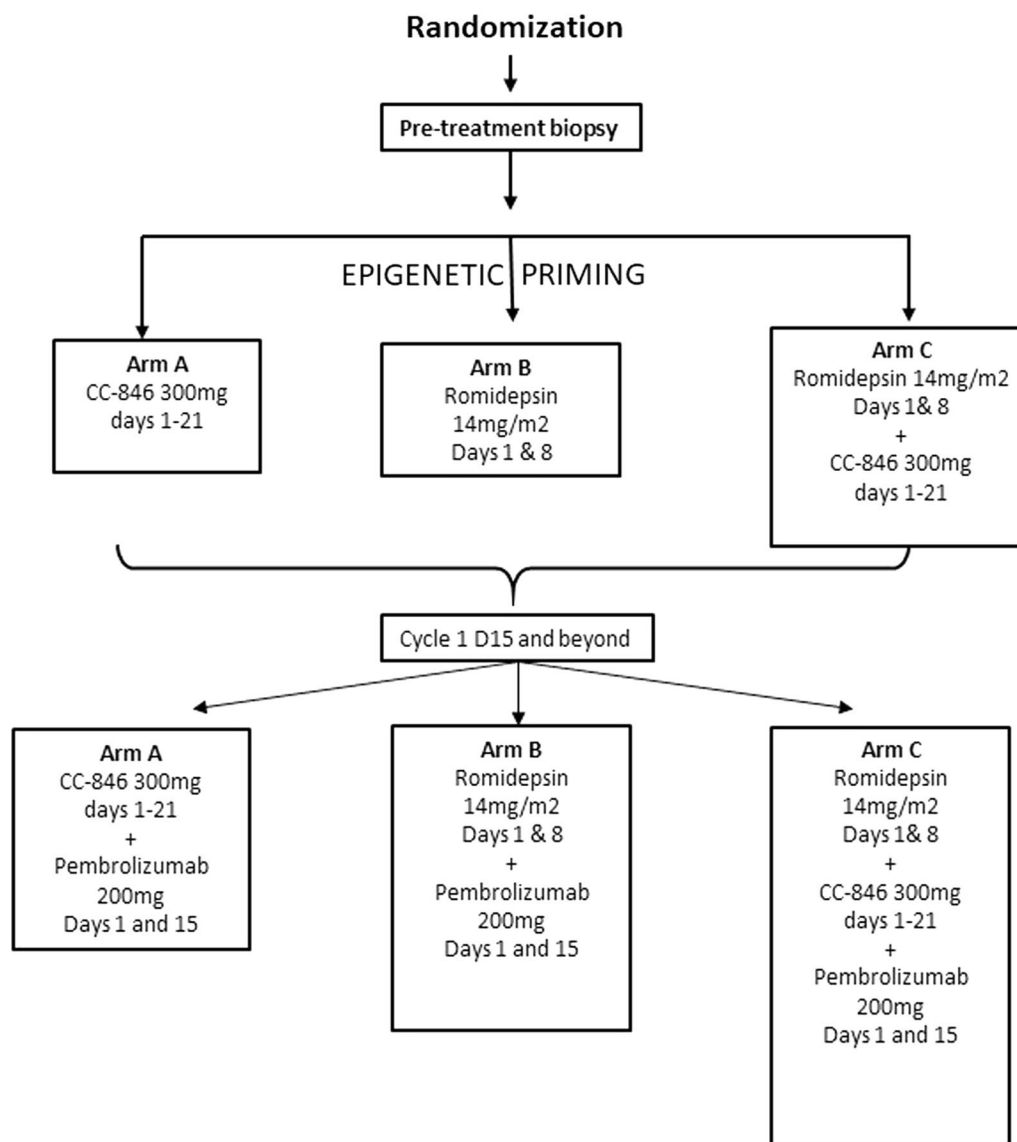 Randomization
Pre-treatment biopsy
EPIGENETIC PRIMING
Arm A
CC-846 300mg
days 1-21
Arm B
Romidepsin
14mg/m2
Days 1 & 8
Arm C
Romidepsin 14mg/m2
Days 1& 8
+
CC-846 300mg
days 1-21
Cycle 1 D15 and beyond
Arm A
CC-846 300mg
days 1-21
+
Pembrolizumab
200mg
Days 1 and 15
Arm B
Romidepsin
14mg/m2
Days 1 & 8
+
Pembrolizumab
200mg
Days 1 and 15
Arm C
Romidepsin
14mg/m2
Days 1& 8
+
CC-846 300mg
days 1-21
+
Pembrolizumab
200mg
Days 1 and 15